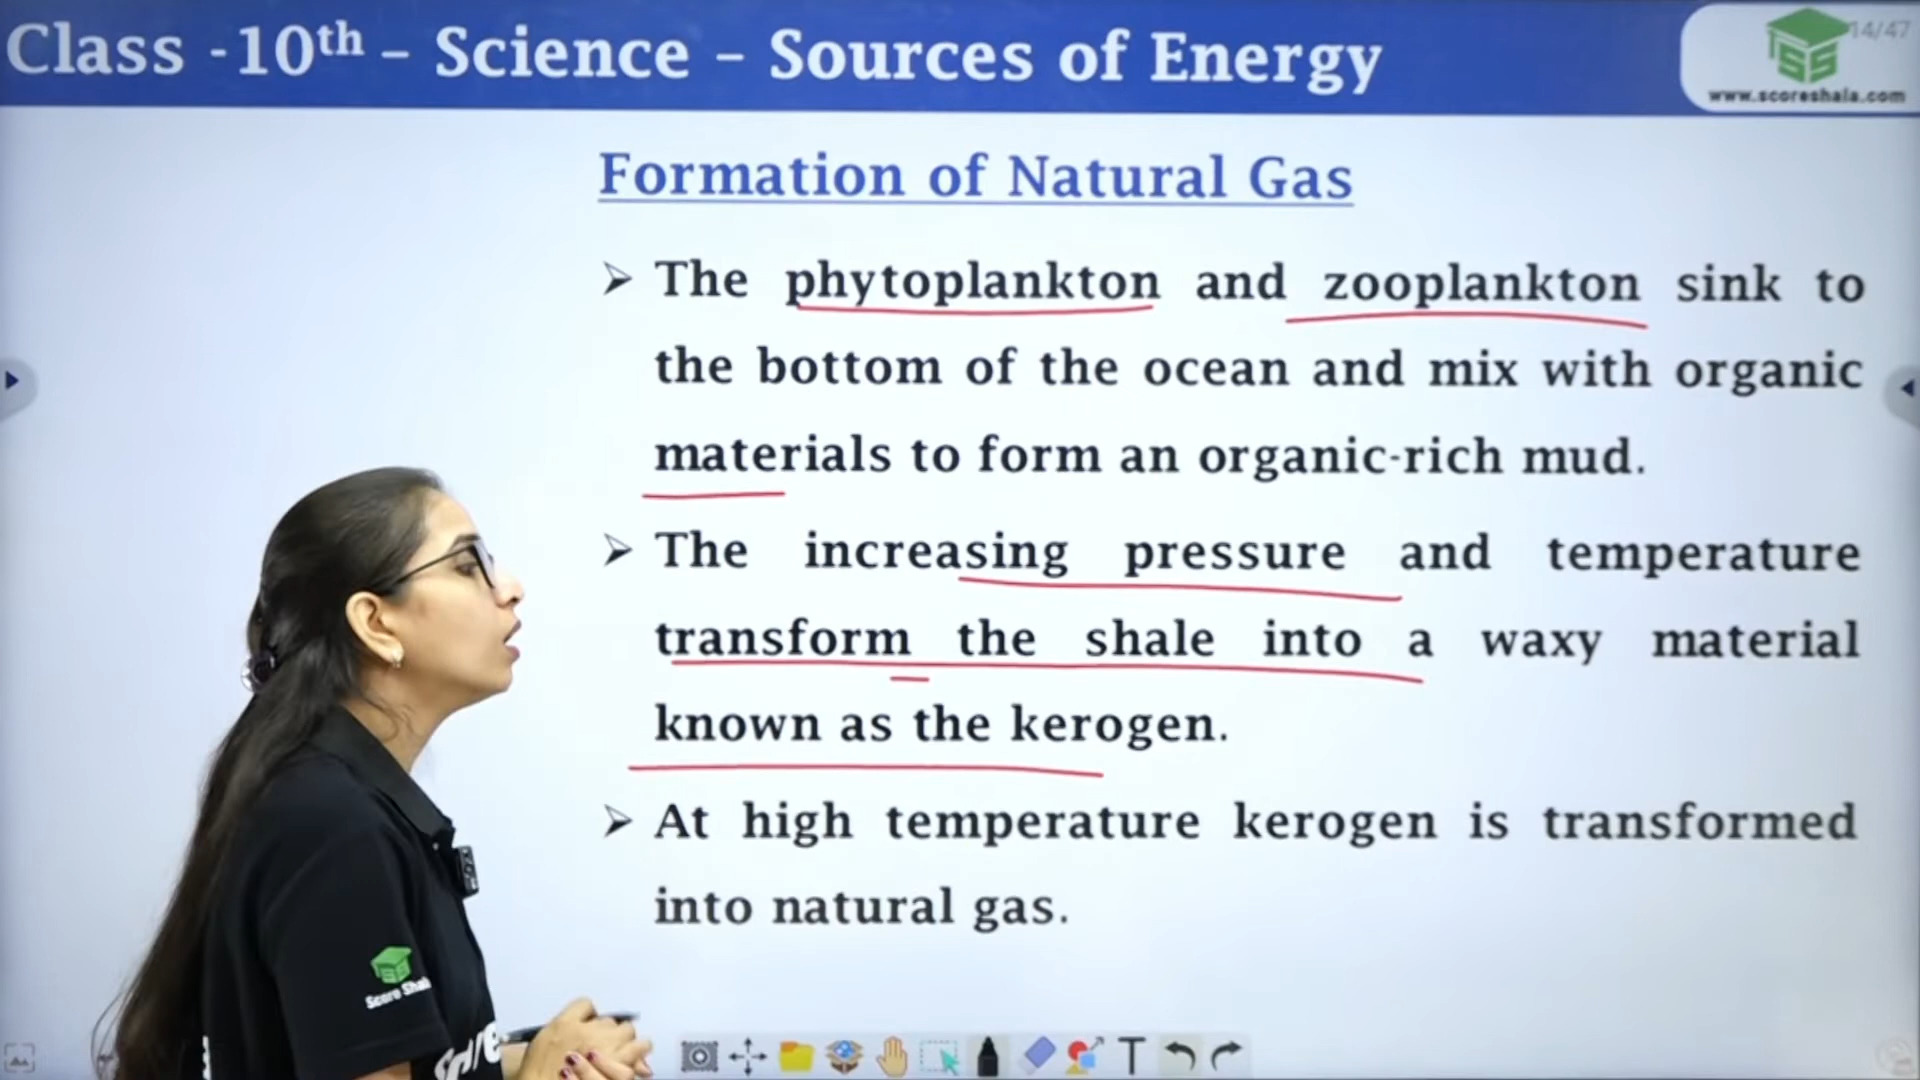 Class -10th – Science – Sources of Energy
14/47
www.scoreshala.com
Formation of Natural Gas
➢ The phytoplankton and zooplankton sink to
the bottom of the ocean and mix with organic
materials to form an organic-rich mud.
➢ The increasing pressure and temperature
transform the shale into a waxy material
known as the kerogen.
➢ At high temperature kerogen is transformed
into natural gas.
T